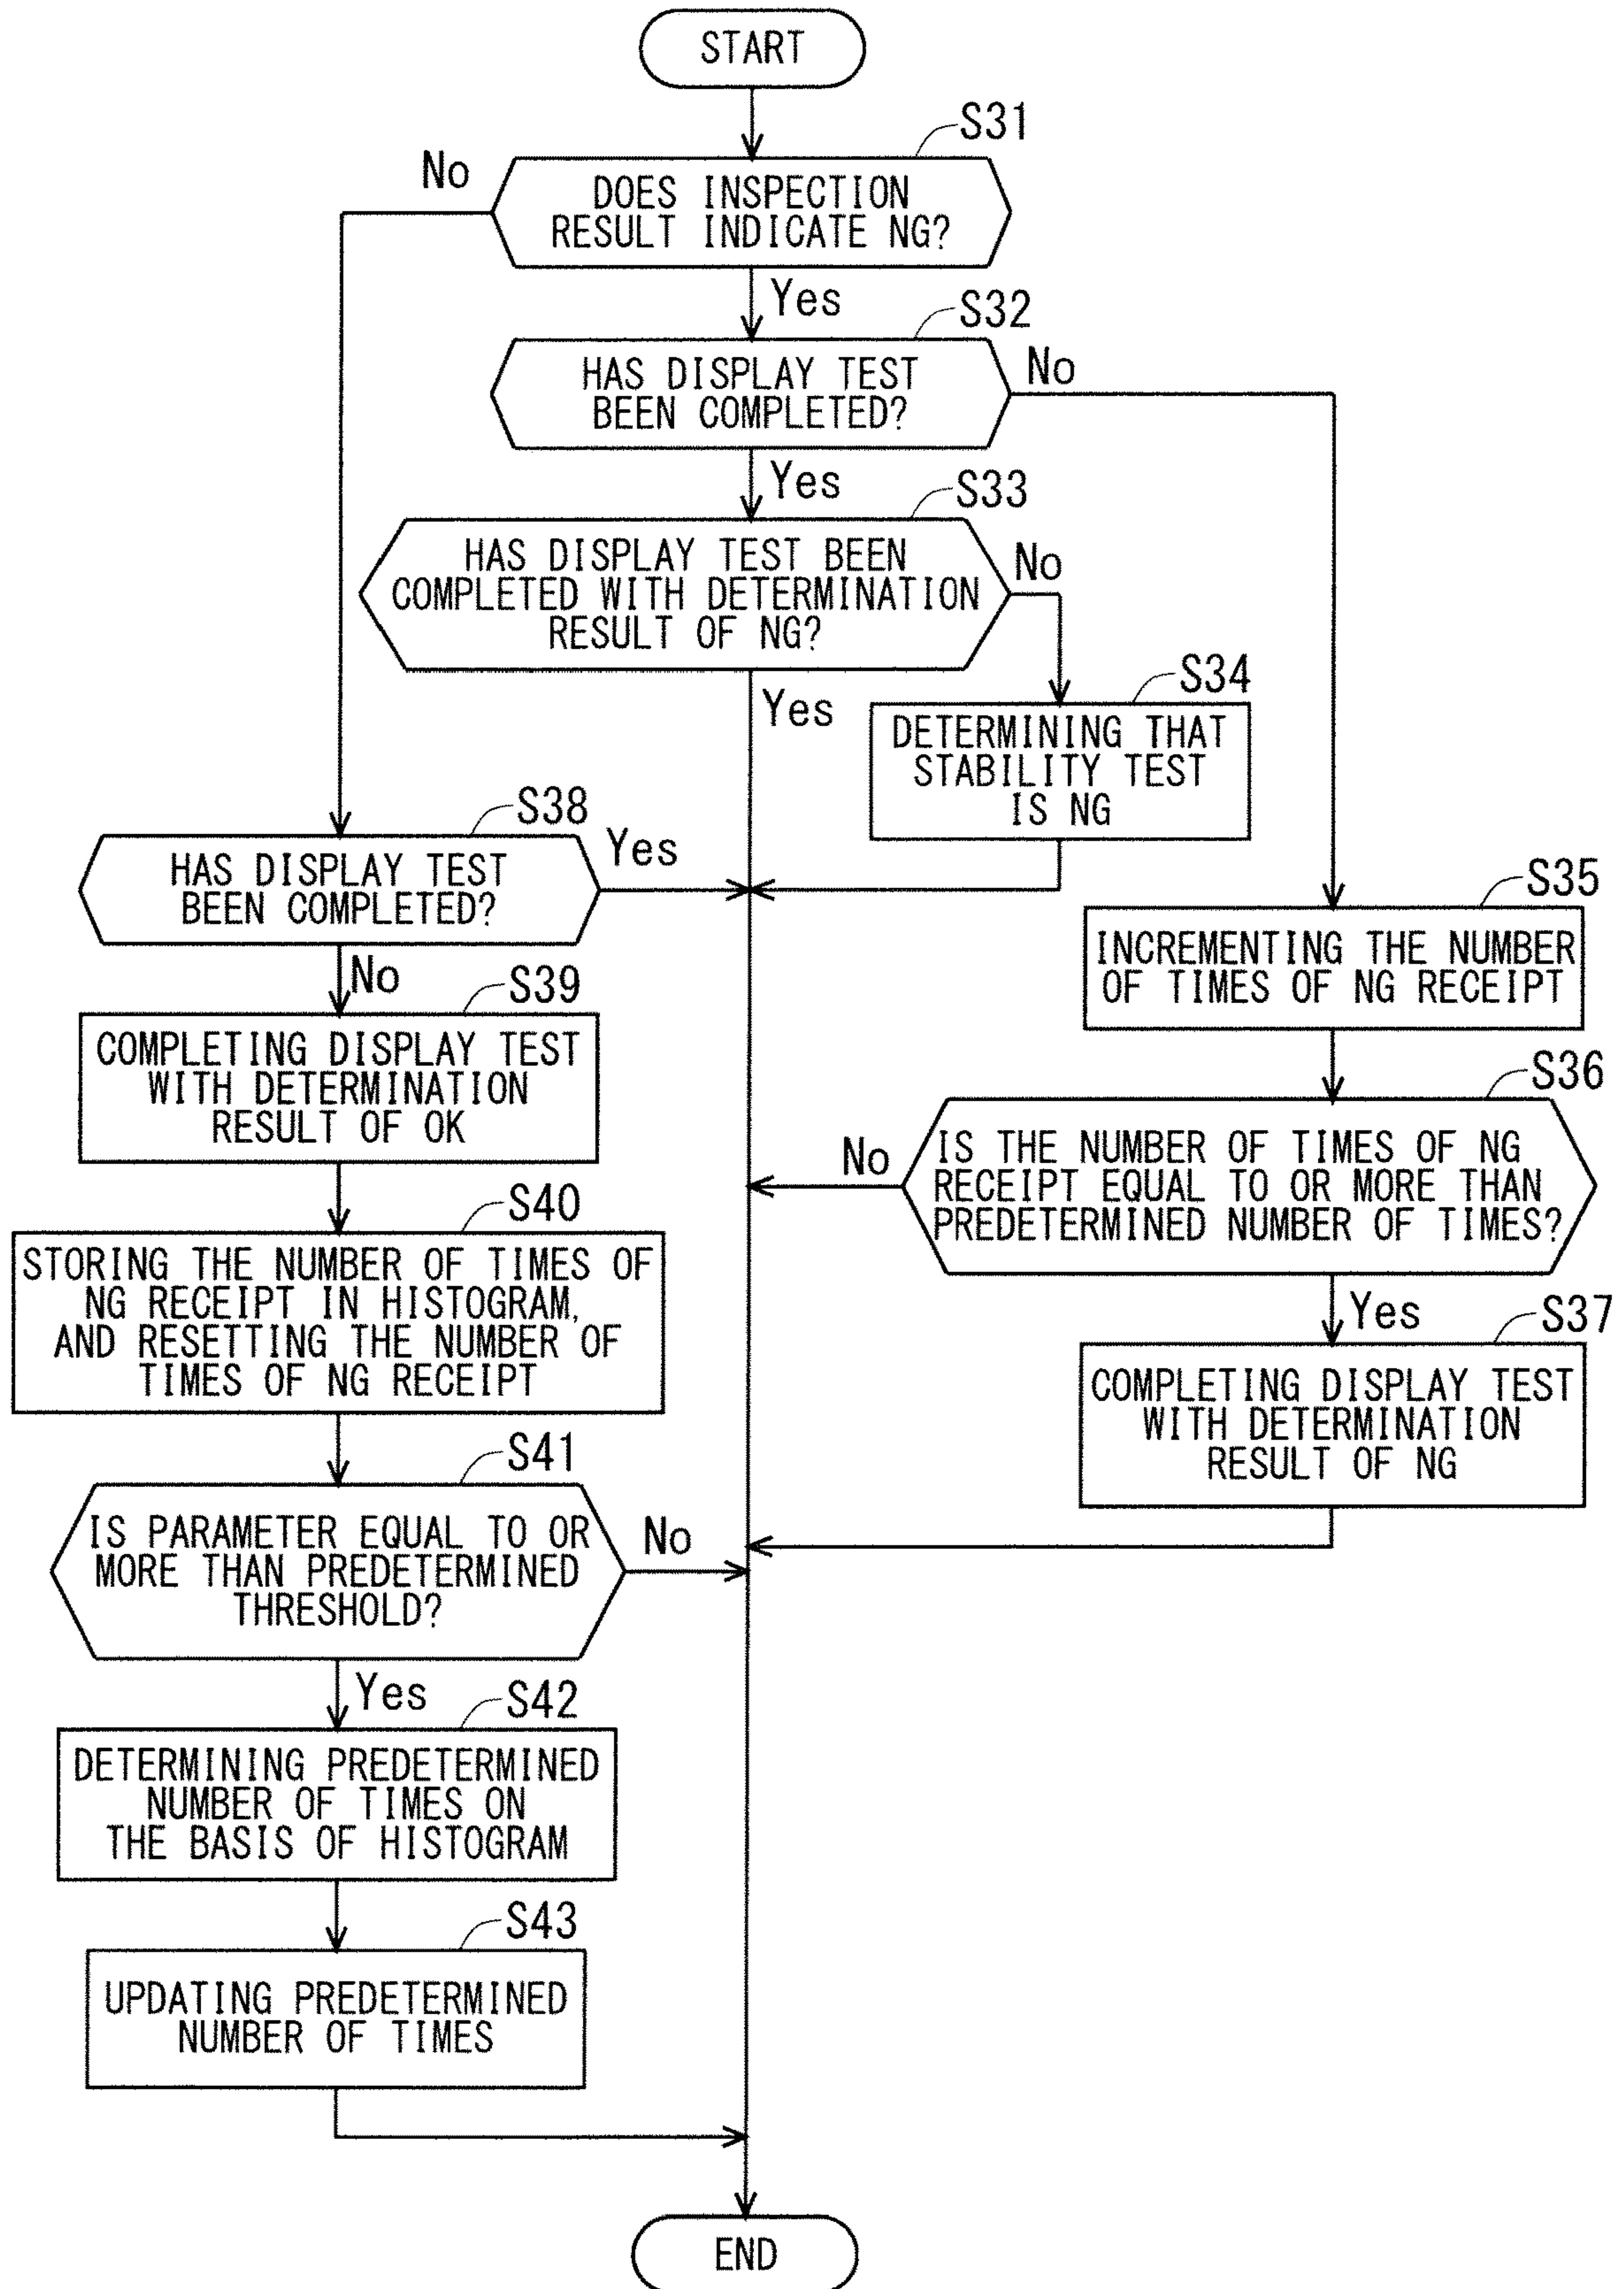 START
S31
No
DOES INSPECTION
RESULT INDICATE NG?
Yes
S32
HAS DISPLAY TEST
BEEN COMPLETED?
No
Yes
S33
HAS DISPLAY TEST BEEN
COMPLETED WITH DETERMINATION
RESULT OF NG?
No
Yes
S34
DETERMINING THAT
STABILITY TEST
IS NG
S38
HAS DISPLAY TEST
BEEN COMPLETED?
Yes
No
S35
INCREMENTING THE NUMBER
OF TIMES OF NG RECEIPT
S39
COMPLETING DISPLAY TEST
WITH DETERMINATION
RESULT OF OK
S36
IS THE NUMBER OF TIMES OF NG
RECEIPT EQUAL TO OR MORE THAN
PREDETERMINED NUMBER OF TIMES?
No
Yes
S40
STORING THE NUMBER OF TIMES OF
NG RECEIPT IN HISTOGRAM,
AND RESETTING THE NUMBER OF
TIMES OF NG RECEIPT
S37
COMPLETING DISPLAY TEST
WITH DETERMINATION
RESULT OF NG
S41
IS PARAMETER EQUAL TO OR
MORE THAN PREDETERMINED
THRESHOLD?
No
Yes
S42
DETERMINING PREDETERMINED
NUMBER OF TIMES ON
THE BASIS OF HISTOGRAM
S43
UPDATING PREDETERMINED
NUMBER OF TIMES
END